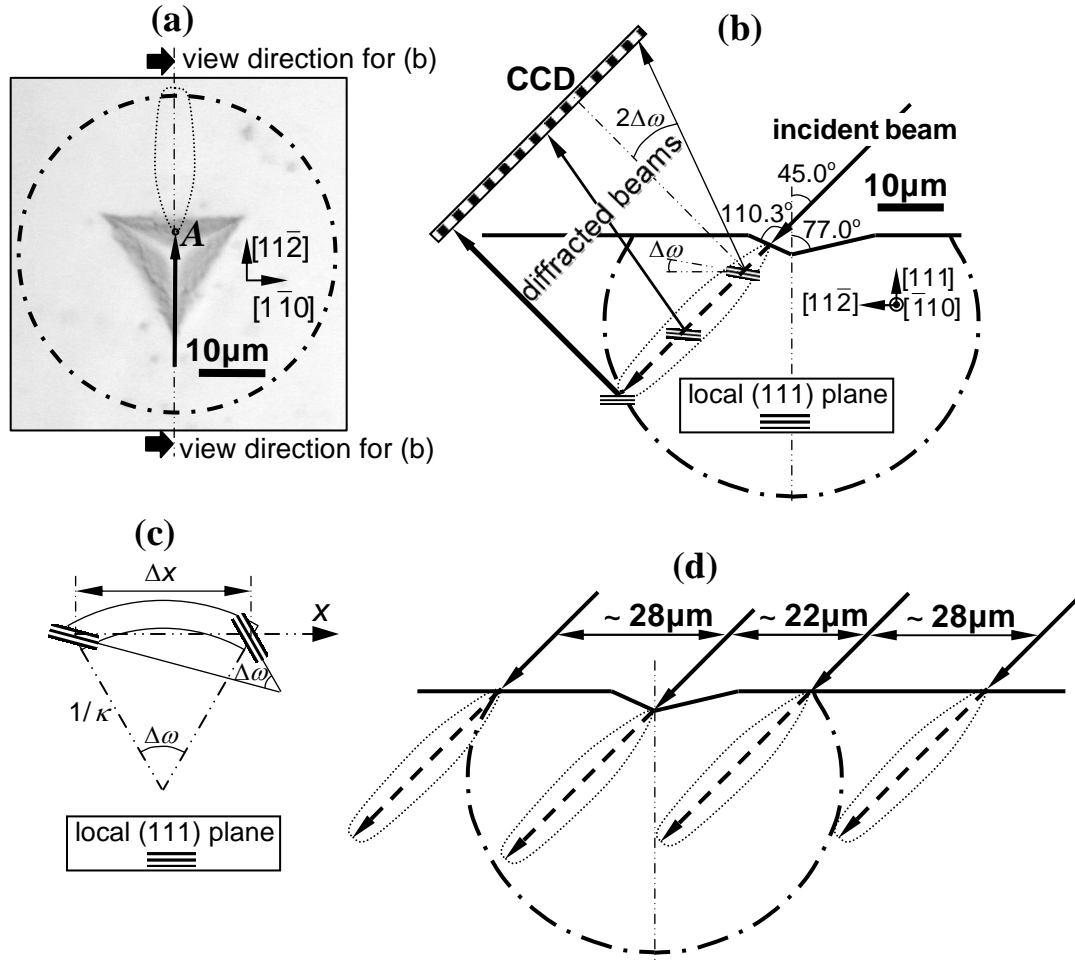 (a)
view direction for (b)
A
[112̅]
[11̅0]
10μm
view direction for (b)
(b)
CCD
2Δω
incident beam
45.0°
10μm
110.3°
77.0°
diffracted beams
Δω
[111]
[112̅]
[1̅10]
local (111) plane
(c)
Δx
x
Δω
1/κ
Δω
local (111) plane
(d)
~ 28μm
~ 22μm
~ 28μm